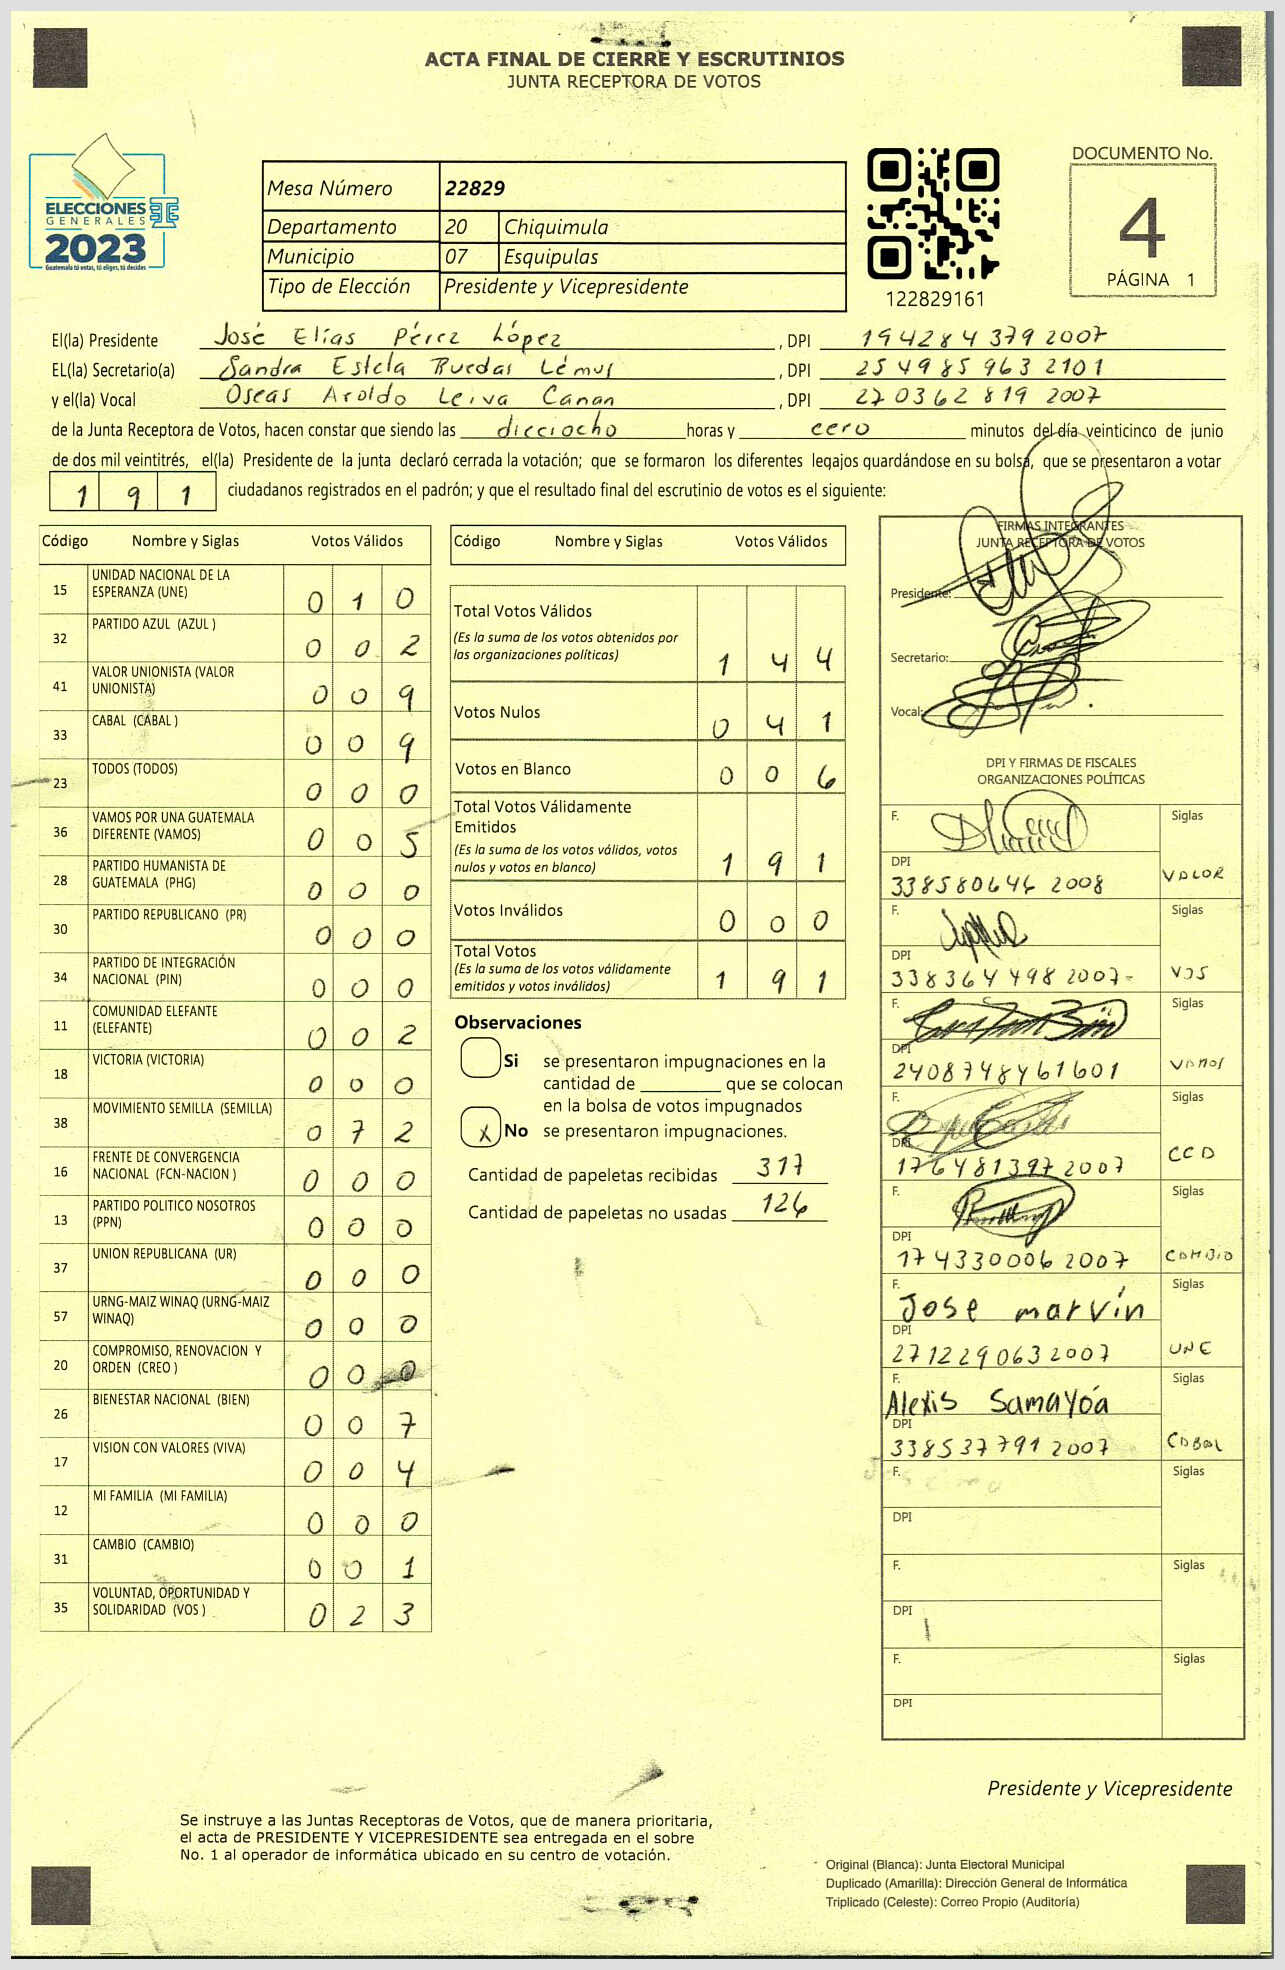 ACTA FINAL DE CIERRE Y ESCRUTINIOS
JUNTA RECEPTORA DE VOTOS
ELECCIONES
GENERALES
2023
Guatemala tú votas, tú eliges, tú decides
Mesa Número 22829
Departamento 20 Chiquimula
Municipio 07 Esquipulas
Tipo de Elección Presidente y Vicepresidente
122829161
DOCUMENTO No.
4
PÁGINA 1
El(la) Presidente José Elías Pérez López , DPI 194284379 2007
EL(la) Secretario(a) Sandra Estela Ruedas Lémus , DPI 254985963 2101
y el(la) Vocal Oseas Aroldo Leiva Canan , DPI 270362819 2007
de la Junta Receptora de Votos, hacen constar que siendo las dieciocho horas y cero minutos del día veinticinco de junio
de dos mil veintitrés, el(la) Presidente de la junta declaró cerrada la votación; que se formaron los diferentes legajos guardándose en su bolsa, que se presentaron a votar
191 ciudadanos registrados en el padrón; y que el resultado final del escrutinio de votos es el siguiente:
Código Nombre y Siglas Votos Válidos
15 UNIDAD NACIONAL DE LA ESPERANZA (UNE) 0 1 0
32 PARTIDO AZUL (AZUL ) 0 0 2
41 VALOR UNIONISTA (VALOR UNIONISTA) 0 0 9
33 CABAL (CABAL ) 0 0 9
23 TODOS (TODOS) 0 0 0
36 VAMOS POR UNA GUATEMALA DIFERENTE (VAMOS) 0 0 5
28 PARTIDO HUMANISTA DE GUATEMALA (PHG) 0 0 0
30 PARTIDO REPUBLICANO (PR) 0 0 0
34 PARTIDO DE INTEGRACIÓN NACIONAL (PIN) 0 0 0
11 COMUNIDAD ELEFANTE (ELEFANTE) 0 0 2
18 VICTORIA (VICTORIA) 0 0 0
38 MOVIMIENTO SEMILLA (SEMILLA) 0 7 2
16 FRENTE DE CONVERGENCIA NACIONAL (FCN-NACION ) 0 0 0
13 PARTIDO POLITICO NOSOTROS (PPN) 0 0 0
37 UNION REPUBLICANA (UR) 0 0 0
57 URNG-MAIZ WINAQ (URNG-MAIZ WINAQ) 0 0 0
20 COMPROMISO, RENOVACION Y ORDEN (CREO ) 0 0 0
26 BIENESTAR NACIONAL (BIEN) 0 0 7
17 VISION CON VALORES (VIVA) 0 0 4
12 MI FAMILIA (MI FAMILIA) 0 0 0
31 CAMBIO (CAMBIO) 0 0 1
35 VOLUNTAD, OPORTUNIDAD Y SOLIDARIDAD (VOS ) 0 2 3
Código Nombre y Siglas Votos Válidos
Total Votos Válidos
(Es la suma de los votos obtenidos por
las organizaciones políticas) 1 4 4
Votos Nulos 0 4 1
Votos en Blanco 0 0 6
Total Votos Válidamente
Emitidos
(Es la suma de los votos válidos, votos
nulos y votos en blanco) 1 9 1
Votos Inválidos 0 0 0
Total Votos
(Es la suma de los votos válidamente
emitidos y votos inválidos) 1 9 1
Observaciones
Si se presentaron impugnaciones en la
cantidad de ________ que se colocan
en la bolsa de votos impugnados
X No se presentaron impugnaciones.
Cantidad de papeletas recibidas 317
Cantidad de papeletas no usadas 126
FIRMAS INTEGRANTES
JUNTA RECEPTORA DE VOTOS
Presidente:
Secretario:
Vocal:
DPI Y FIRMAS DE FISCALES
ORGANIZACIONES POLÍTICAS
F. Siglas
DPI
338580646 2008 VALOR
F. Siglas
DPI
338364498 2007 VOS
F. Siglas
DPI
2408748461601 VAMOS
F. Siglas
DPI
176481397 2007 CCD
F. Siglas
DPI
174330006 2007 CAMBIO
F. Jose marvín Siglas
DPI
271229063 2007 UNE
F. Alexis Samayóa Siglas
DPI
338537791 2007 CABAL
F. Siglas
DPI
F. Siglas
DPI
F. Siglas
DPI
Presidente y Vicepresidente
Se instruye a las Juntas Receptoras de Votos, que de manera prioritaria,
el acta de PRESIDENTE Y VICEPRESIDENTE sea entregada en el sobre
No. 1 al operador de informática ubicado en su centro de votación.
Original (Blanca): Junta Electoral Municipal
Duplicado (Amarilla): Dirección General de Informática
Triplicado (Celeste): Correo Propio (Auditoría)